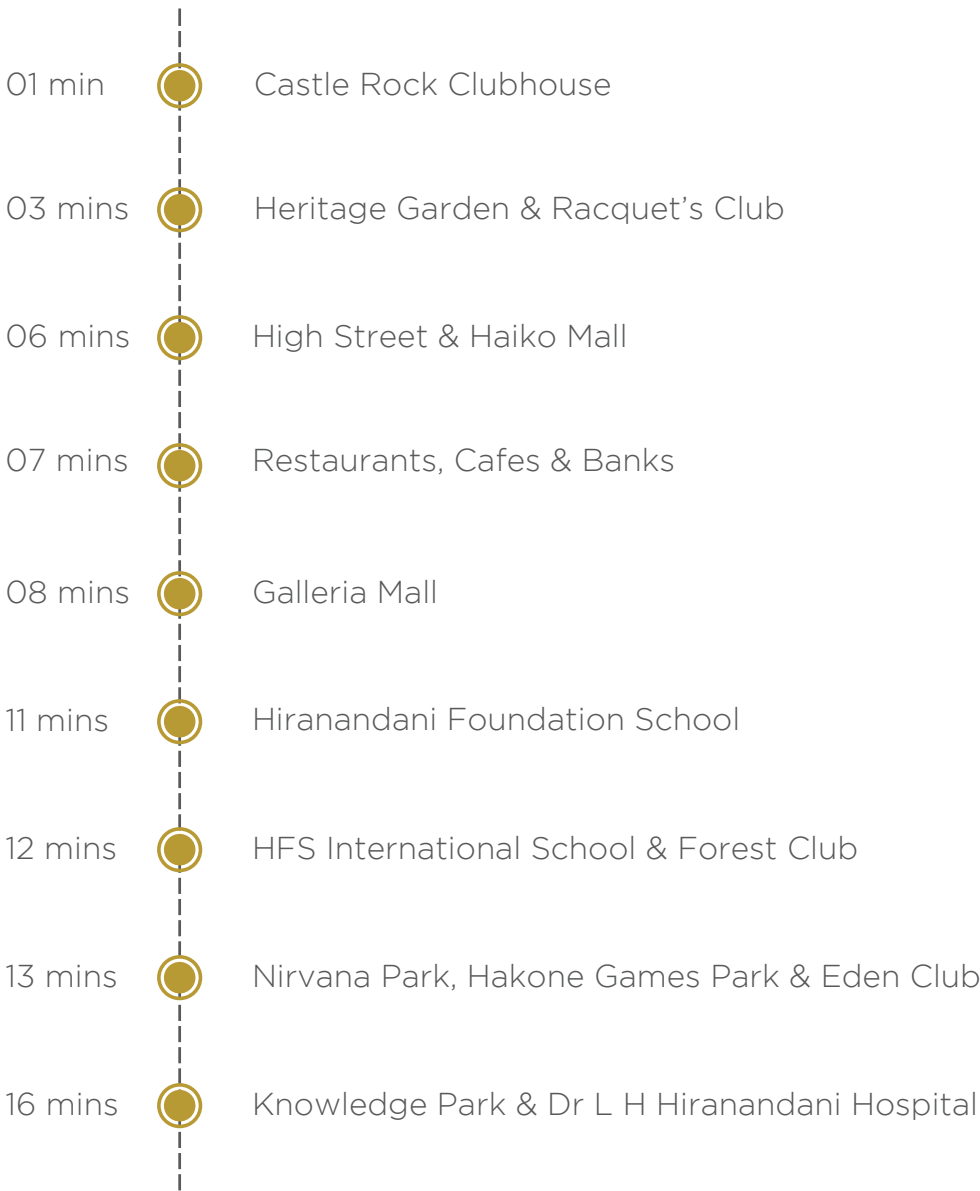 01 min Castle Rock Clubhouse
03 mins Heritage Garden & Racquet’s Club
06 mins High Street & Haiko Mall
07 mins Restaurants, Cafes & Banks
08 mins Galleria Mall
11 mins Hiranandani Foundation School
12 mins HFS International School & Forest Club
13 mins Nirvana Park, Hakone Games Park & Eden Club
16 mins Knowledge Park & Dr L H Hiranandani Hospital